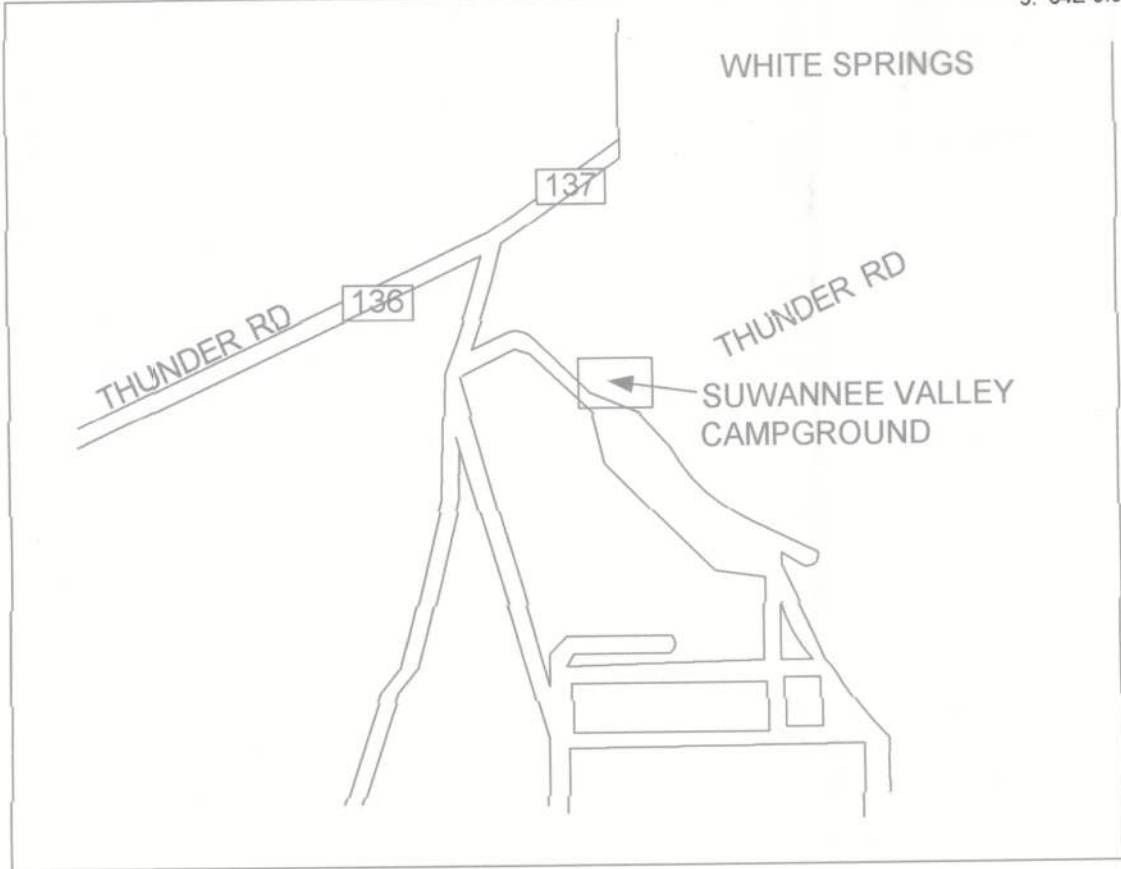 WHITE SPRINGS
137
136
THUNDER RD
THUNDER RD
SUWANNEE VALLEY
CAMPGROUND